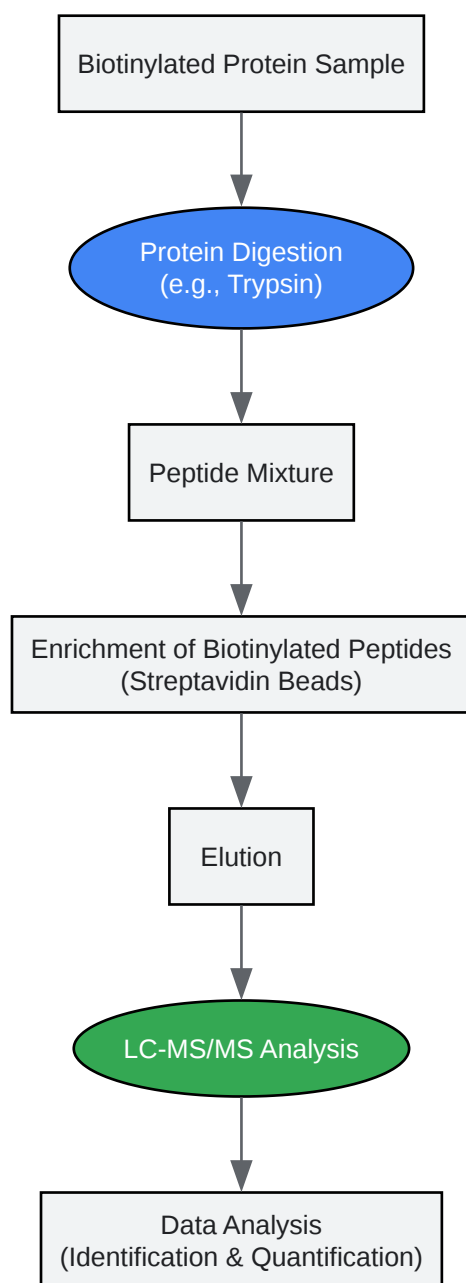 Biotinylated Protein Sample
Protein Digestion
(e.g., Trypsin)
Peptide Mixture
Enrichment of Biotinylated Peptides
(Streptavidin Beads)
Elution
LC-MS/MS Analysis
Data Analysis
(Identification & Quantification)